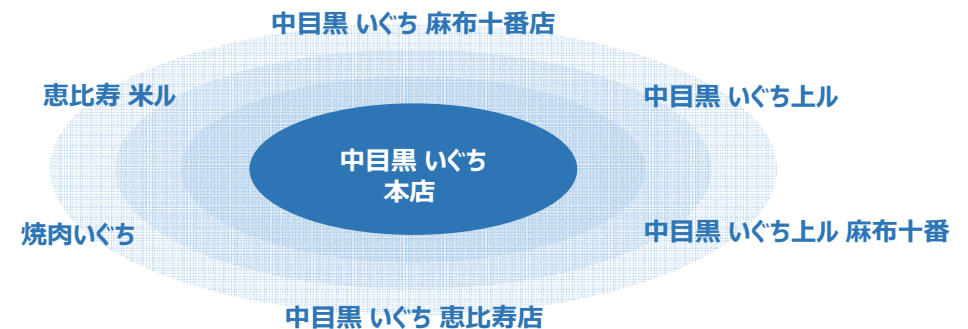 中目黒 いぐち 麻布十番店
恵比寿 米ル
中目黒 いぐち上ル
中目黒 いぐち
本店
焼肉いぐち
中目黒 いぐち上ル 麻布十番
中目黒 いぐち 恵比寿店